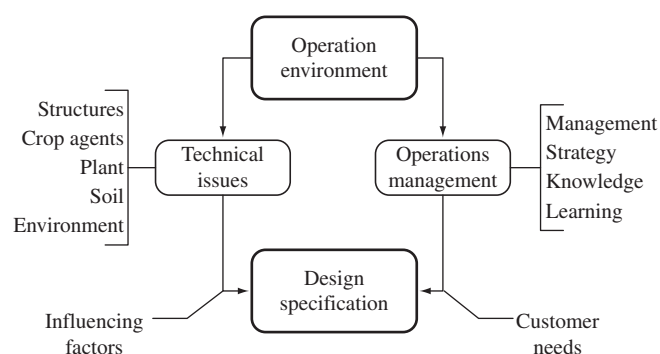 Operation
environment
Structures
Crop agents
Plant
Soil
Environment
Technical
issues
Operations
management
Management
Strategy
Knowledge
Learning
Design
specification
Influencing
factors
Customer
needs